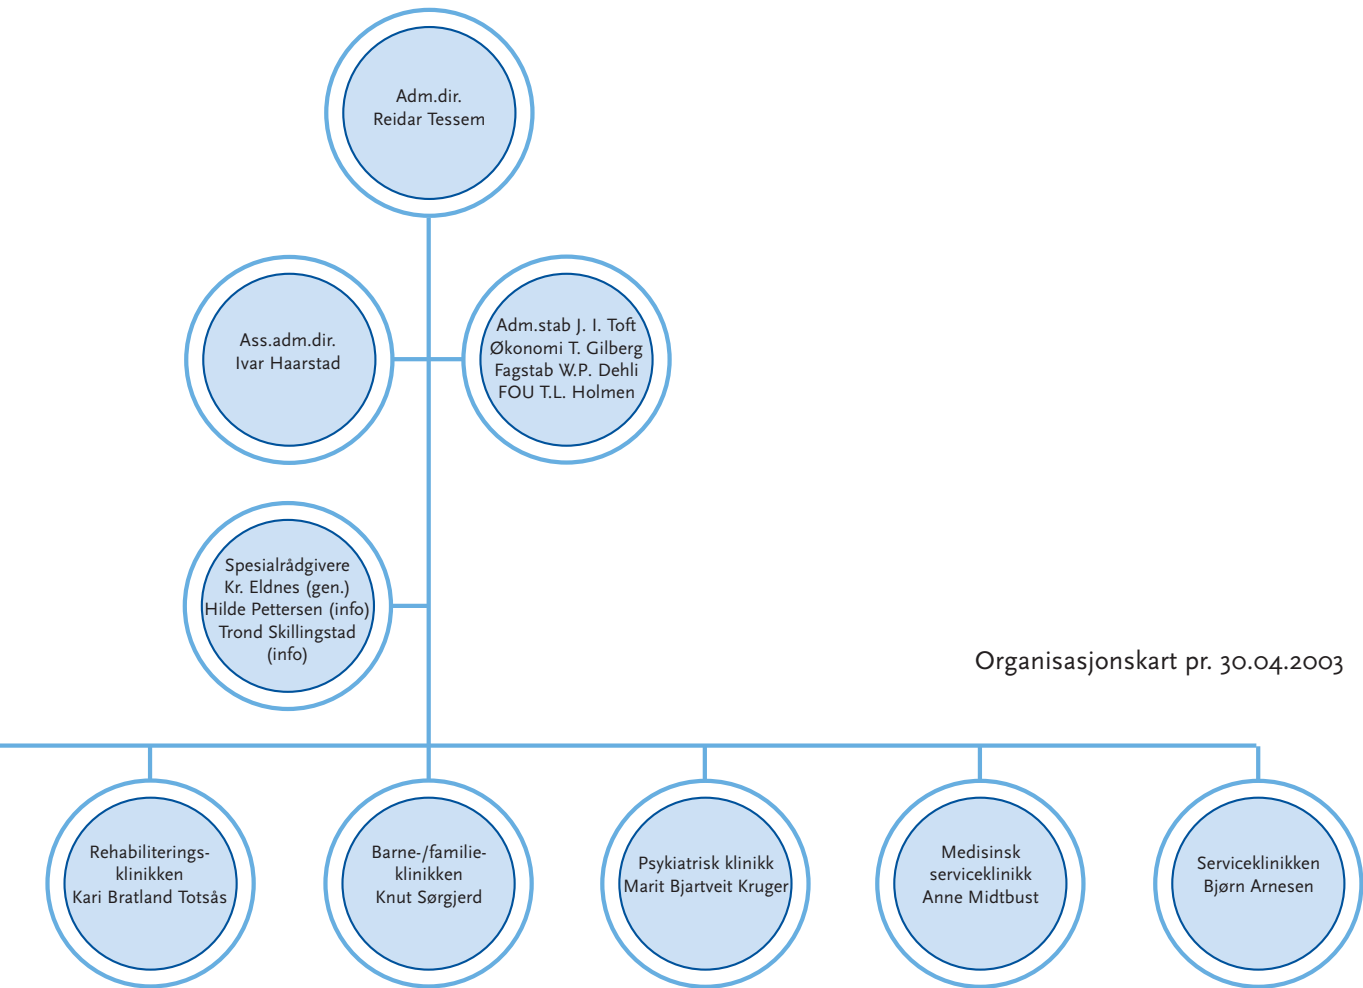 Adm.dir.
Reidar Tessem
Ass.adm.dir.
Ivar Haarstad
Adm.stab J. I. Toft
Økonomi T. Gilberg
Fagstab W.P. Dehli
FOU T.L. Holmen
Spesialrådgivere
Kr. Eldnes (gen.)
Hilde Pettersen (info)
Trond Skillingstad
(info)
Organisasjonskart pr. 30.04.2003
Rehabiliterings-
klinikken
Kari Bratland Totsås
Barne-/familie-
klinikken
Knut Sørgjerd
Psykiatrisk klinikk
Marit Bjartveit Kruger
Medisinsk
serviceklinikk
Anne Midtbust
Serviceklinikken
Bjørn Arnesen